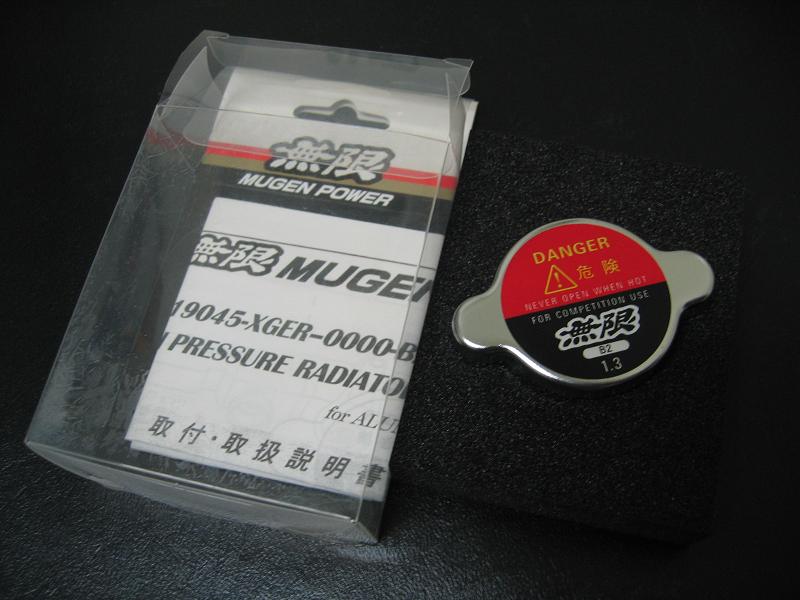 無限
MUGEN POWER
無限 MUGEN
19045-XGER-0000-B
PRESSURE RADIATO
for ALU
取付・取扱説明書
DANGER
危険
NEVER OPEN WHEN HOT
FOR COMPETITION USE
無限
B2
1.3